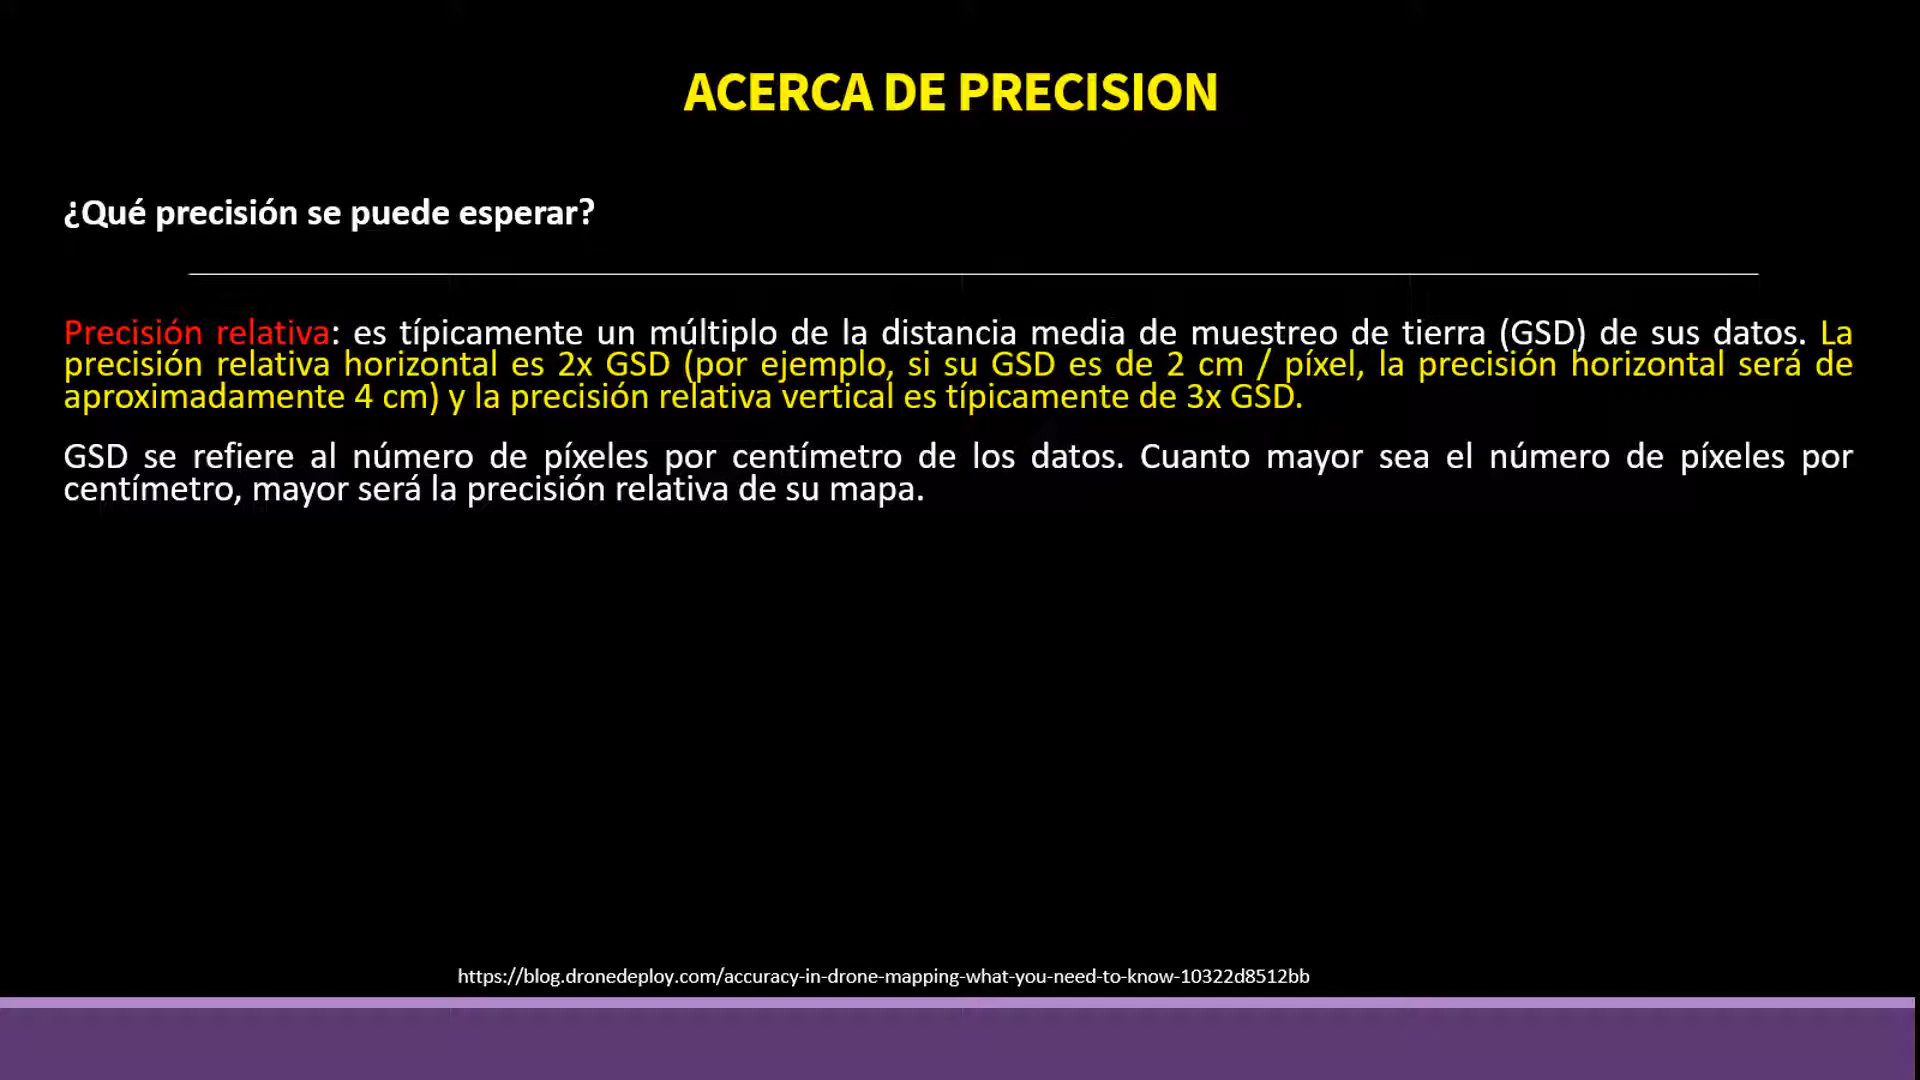 ACERCA DE PRECISION
¿Qué precisión se puede esperar?
Precisión relativa: es típicamente un múltiplo de la distancia media de muestreo de tierra (GSD) de sus datos. La
precisión relativa horizontal es 2x GSD (por ejemplo, si su GSD es de 2 cm / píxel, la precisión horizontal será de
aproximadamente 4 cm) y la precisión relativa vertical es típicamente de 3x GSD.
GSD se refiere al número de píxeles por centímetro de los datos. Cuanto mayor sea el número de píxeles por
centímetro, mayor será la precisión relativa de su mapa.
https://blog.dronedeploy.com/accuracy-in-drone-mapping-what-you-need-to-know-10322d8512bb